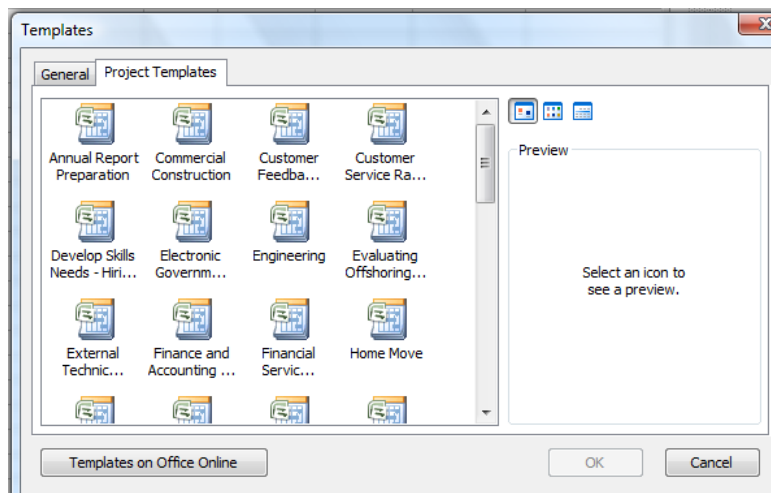 Templates
General
Project Templates
Annual Report
Preparation
Commercial
Construction
Customer
Feedba...
Customer
Service Ra...
Develop Skills
Needs - Hiri...
Electronic
Governm...
Engineering
Evaluating
Offshoring...
External
Technic...
Finance and
Accounting ...
Financial
Servic...
Home Move
Preview
Select an icon to
see a preview.
Templates on Office Online
OK
Cancel